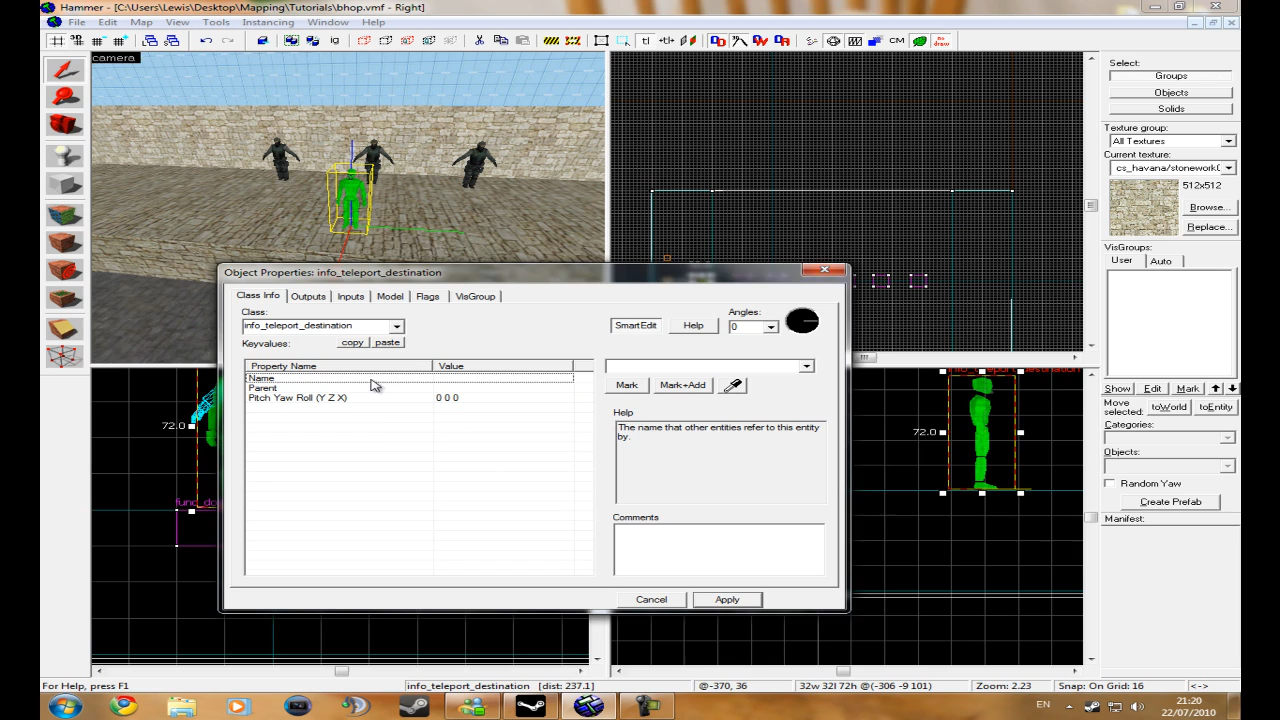 Hammer - [C:\Users\Lewis\Desktop\Mapping\Tutorials\bhop.vmf - Right]
File Edit Map View Tools Instancing Window Help
camera
Select:
Groups
Objects
Solids
Texture group:
All Textures
Current texture:
cs_havana/stonework0
512x512
Browse...
Replace...
VisGroups:
User Auto
Show Edit Mark
Move selected:
toWorld toEntity
Categories:
Objects:
Random Yaw
Create Prefab
Manifest:
Object Properties: info_teleport_destination
Class Info Outputs Inputs Model Flags VisGroup
Class:
info_teleport_destination
Keyvalues: copy paste
SmartEdit Help
Angles:
0
Property Name Value
Name
Parent
Pitch Yaw Roll (Y Z X) 0 0 0
Mark Mark+Add
Help
The name that other entities refer to this entity
by.
Comments
Cancel Apply
72.0
72.0
For Help, press F1
info_teleport_destination [dist: 237.1]
@-370, 36
32w 32l 72h @(-306 -9 101)
Zoom: 2.23
Snap: On Grid: 16
<->
EN
21:20
22/07/2010